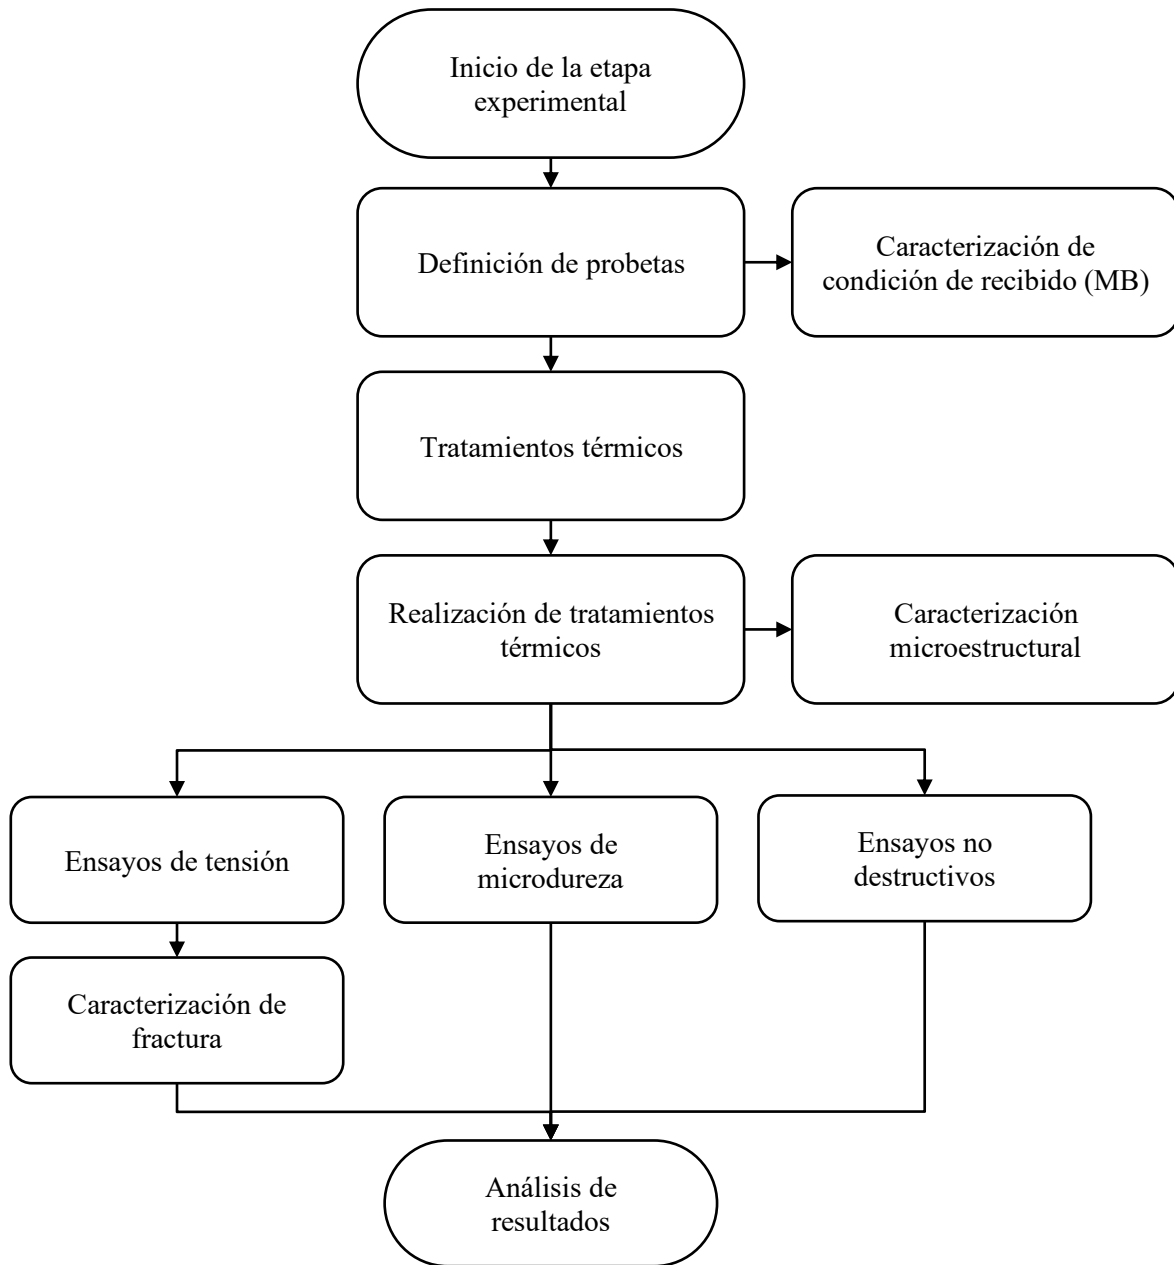 Inicio de la etapa
experimental
Definición de probetas
Caracterización de
condición de recibido (MB)
Tratamientos térmicos
Realización de tratamientos
térmicos
Caracterización
microestructural
Ensayos de tensión
Ensayos de
microdureza
Ensayos no
destructivos
Caracterización de
fractura
Análisis de
resultados